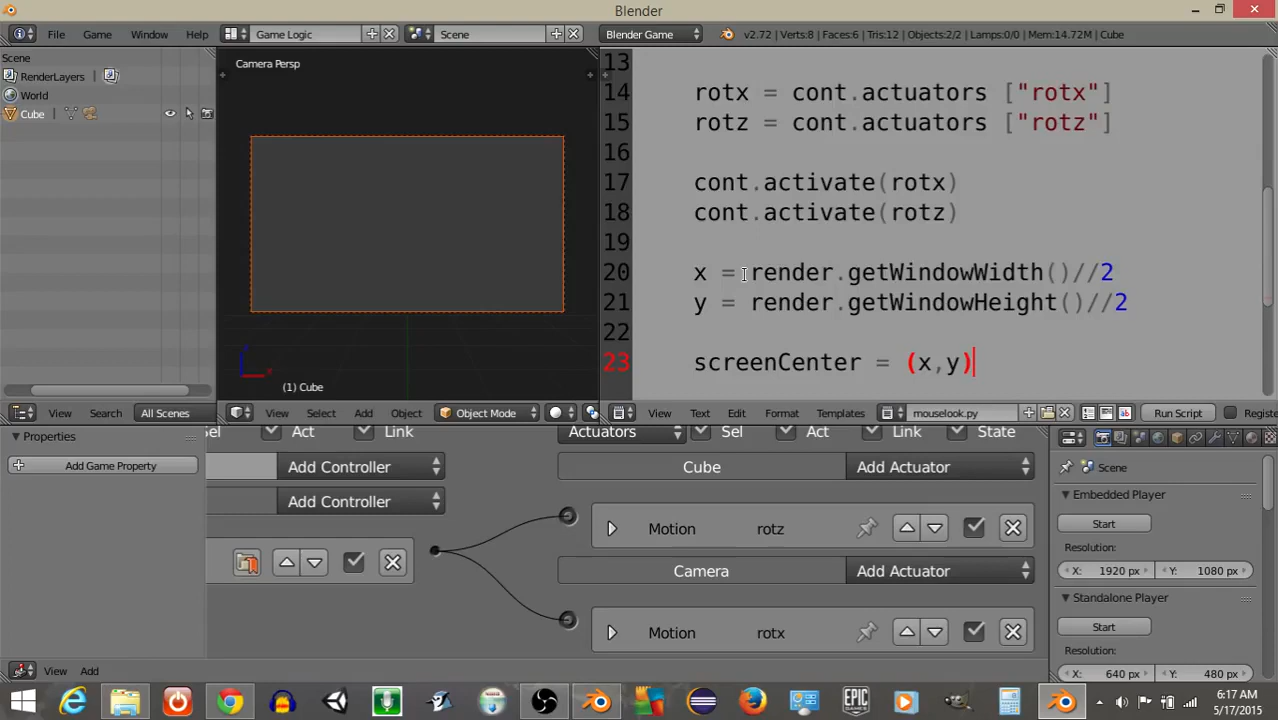 Blender
File Game Window Help Game Logic Scene Blender Game v2.72 | Verts:8 | Faces:6 | Tris:12 | Objects:2/2 | Lamps:0/0 | Mem:14.72M | Cube
Scene
RenderLayers
World
Cube
View Search All Scenes
Camera Persp
(1) Cube
View Select Add Object Object Mode
13
14 rotx = cont.actuators ["rotx"]
15 rotz = cont.actuators ["rotz"]
16
17 cont.activate(rotx)
18 cont.activate(rotz)
19
20 x = render.getWindowWidth()//2
21 y = render.getWindowHeight()//2
22
23 screenCenter = (x,y)
View Text Edit Format Templates mouselook.py Run Script Registe
Properties
Add Game Property
Sel Act Link Actuators Sel Act Link State
Add Controller Cube Add Actuator
Add Controller
Motion rotz
Camera Add Actuator
Motion rotx
View Add
Scene
Embedded Player
Start
Resolution:
X: 1920 px Y: 1080 px
Standalone Player
Start
Resolution:
X: 640 px Y: 480 px
EPIC
GAMES
6:17 AM
5/17/2015